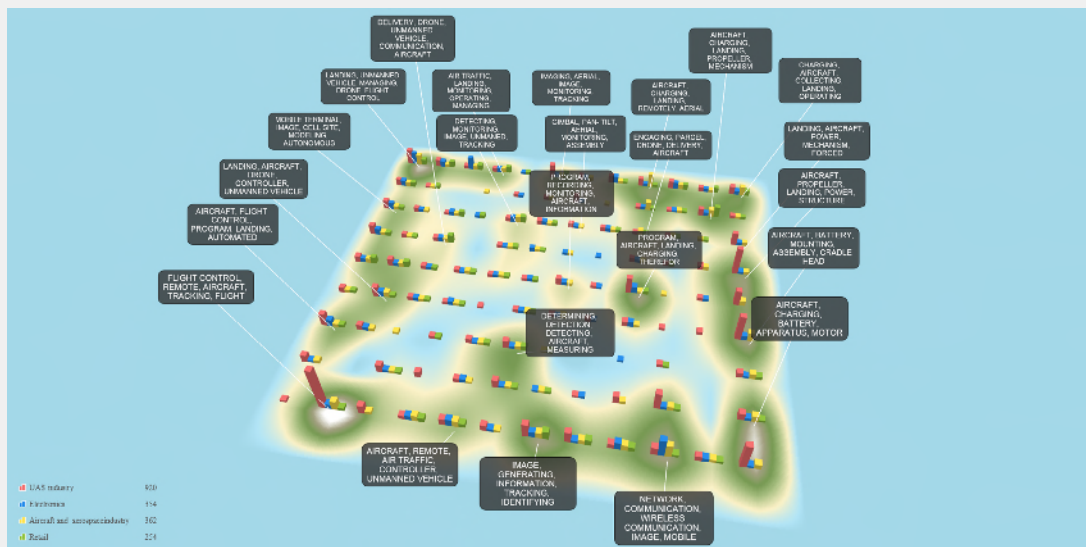 DELIVERY, DRONE,
UNMANNED
VEHICLE,
COMMUNICATION,
AIRCRAFT
AIRCRAFT
CHARGING,
LANDING,
PROPELLER,
MECHANISM
LANDING, UNMANNED
VEHICLE, MANAGING,
DRONE, FLIGHT
CONTROL
AIR TRAFFIC,
LANDING,
MONITORING,
OPERATING,
MANAGING
IMAGING, AERIAL,
IMAGE,
MONITORING,
TRACKING
AIRCRAFT
CHARGING,
LANDING,
REMOTELY, AERIAL
CHARGING,
AIRCRAFT,
COLLECTING,
LANDING,
OPERATING
MOBILE TERMINAL,
IMAGE, CELL SITE,
MODELING
AUTONOMOUS
DETECTING,
MONITORING,
IMAGE, UNMANED,
TRACKING
GIMBAL, PAN- TILT,
AERIAL,
MONITORING,
ASSEMBLY
ENGAGING, PARCEL,
DRONE, DELIVERY,
AIRCRAFT
LANDING, AIRCRAFT,
POWER,
MECHANISM,
FORCED
LANDING, AIRCRAFT,
DRONE,
CONTROLLER,
UNMANNED VEHICLE
PROGRAM,
RECORDING,
MONITORING,
AIRCRAFT,
INFORMATION
AIRCRAFT,
PROPELLER,
LANDING, POWER,
STRUCTURE
AIRCRAFT, FLIGHT
CONTROL,
PROGRAM, LANDING,
AUTOMATED
PROGRAM,
AIRCRAFT, LANDING,
CHARGING,
THEREFOR
AIRCRAFT, BATTERY,
MOUNTING,
ASSEMBLY, CRADLE
HEAD
FLIGHT CONTROL,
REMOTE, AIRCRAFT,
TRACKING, FLIGHT
DETERMINING,
DETECTION,
DETECTING,
AIRCRAFT,
MEASURING
AIRCRAFT,
CHARGING,
BATTERY,
APPARATUS, MOTOR
AIRCRAFT, REMOTE,
AIR TRAFFIC,
CONTROLLER,
UNMANNED VEHICLE
IMAGE,
GENERATING,
INFORMATION,
TRACKING,
IDENTIFYING
NETWORK,
COMMUNICATION,
WIRELESS
COMMUNICATION,
IMAGE, MOBILE
UAS industry
Electronics 354
Aircraft and aerospace industry 362
Retail 254